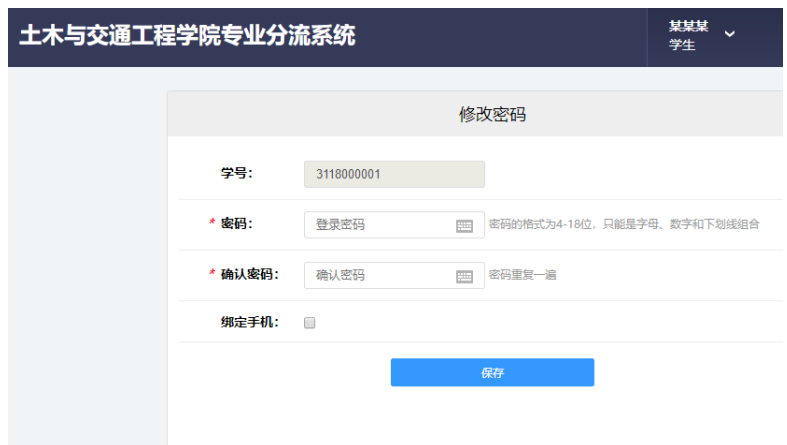 土木与交通工程学院专业分流系统
某某某
学生
修改密码
学号： 3118000001
* 密码： 登录密码 密码的格式为4-18位，只能是字母、数字和下划线组合
* 确认密码： 确认密码 密码重复一遍
绑定手机：
保存